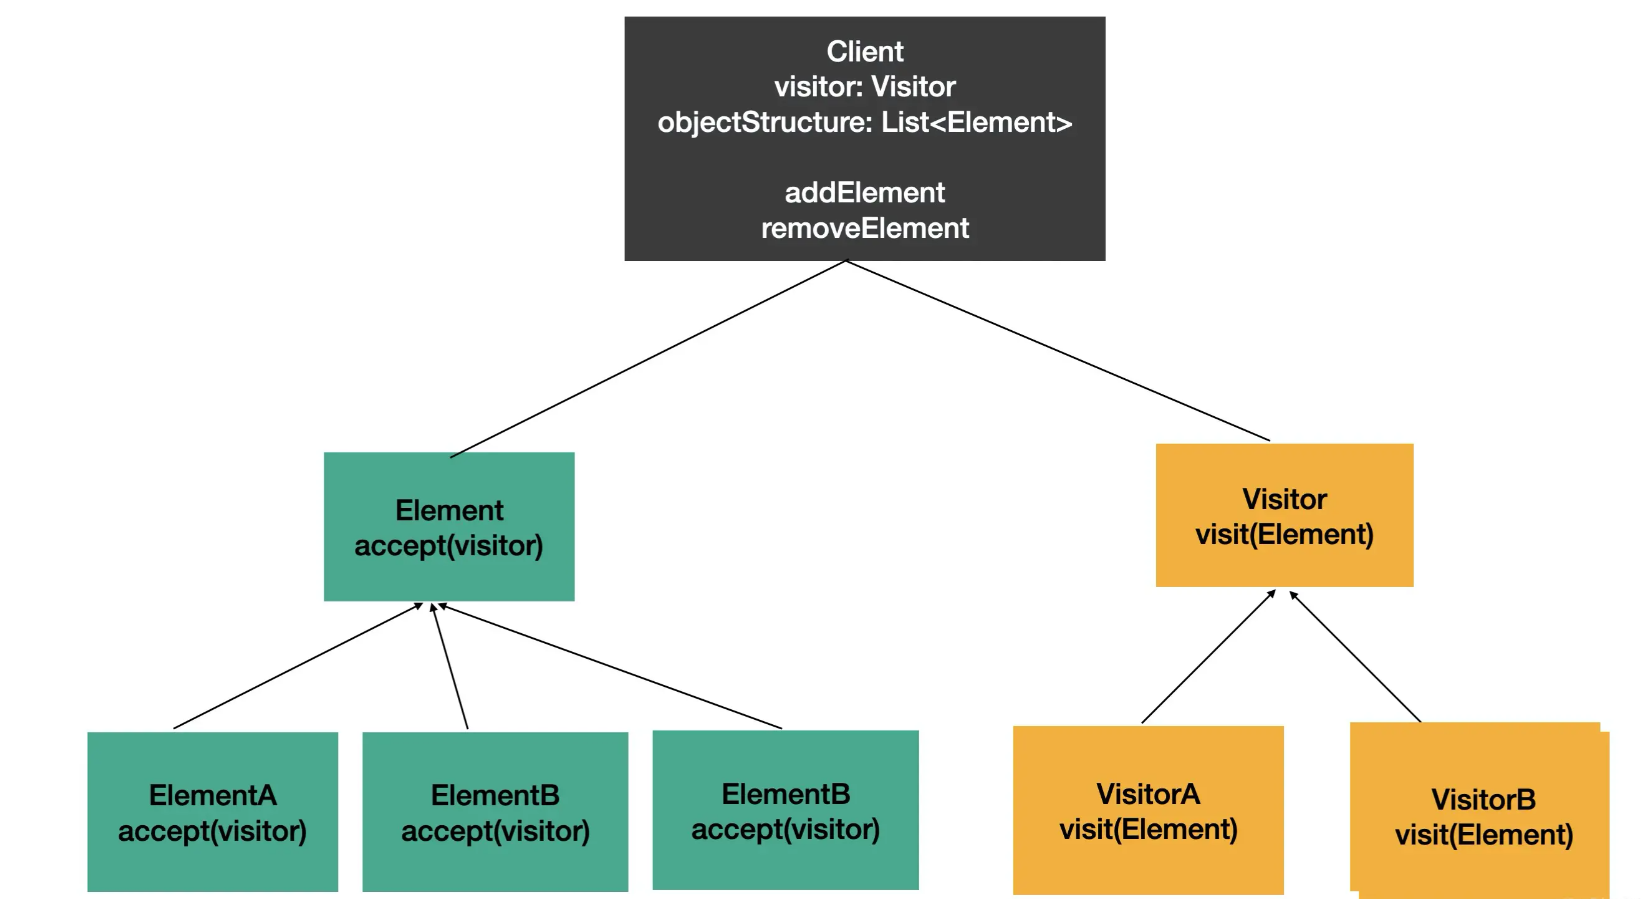 Client
visitor: Visitor
objectStructure: List<Element>
addElement
removeElement
Element
accept(visitor)
Visitor
visit(Element)
ElementA
accept(visitor)
ElementB
accept(visitor)
ElementB
accept(visitor)
VisitorA
visit(Element)
VisitorB
visit(Element)